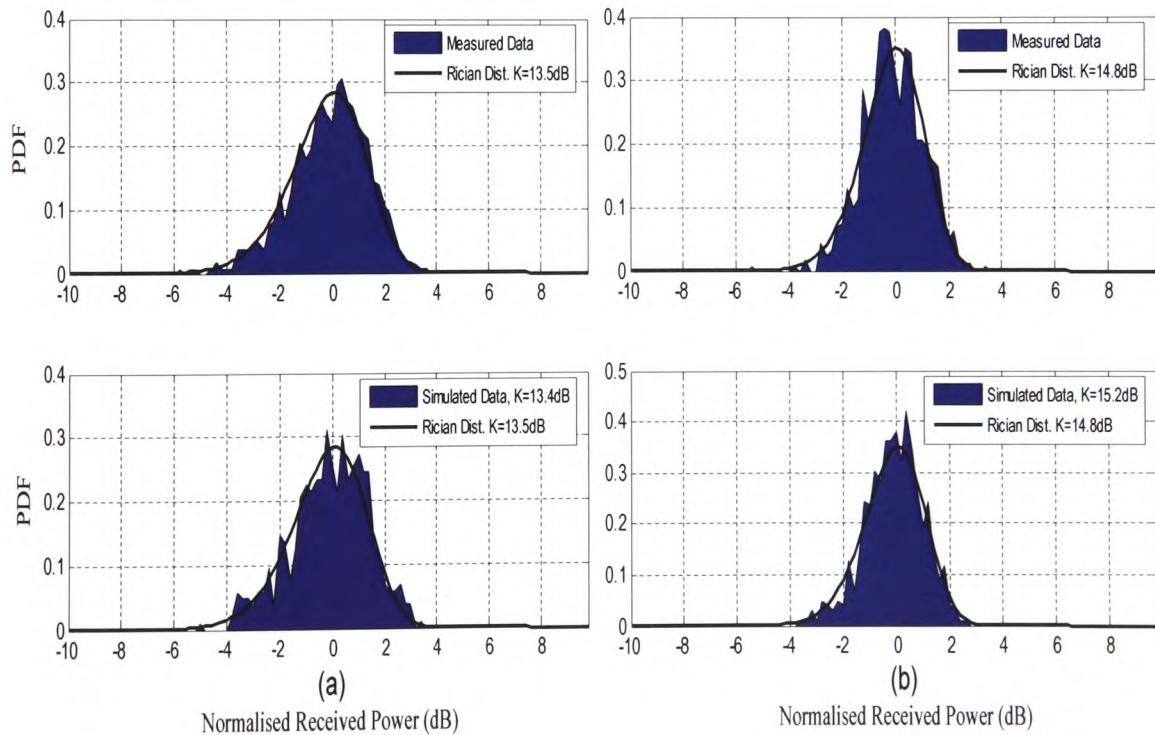 0.4
0.3
0.2
0.1
0
PDF
-10 -8 -6 -4 -2 0 2 4 6 8
Measured Data
Rician Dist. K=13.5dB
0.4
0.3
0.2
0.1
0
-10 -8 -6 -4 -2 0 2 4 6 8
Measured Data
Rician Dist. K=14.8dB
0.4
0.3
0.2
0.1
0
PDF
-10 -8 -6 -4 -2 0 2 4 6 8
Simulated Data, K=13.4dB
Rician Dist. K=13.5dB
(a)
Normalised Received Power (dB)
0.5
0.4
0.3
0.2
0.1
0
-10 -8 -6 -4 -2 0 2 4 6 8
Simulated Data, K=15.2dB
Rician Dist. K=14.8dB
(b)
Normalised Received Power (dB)